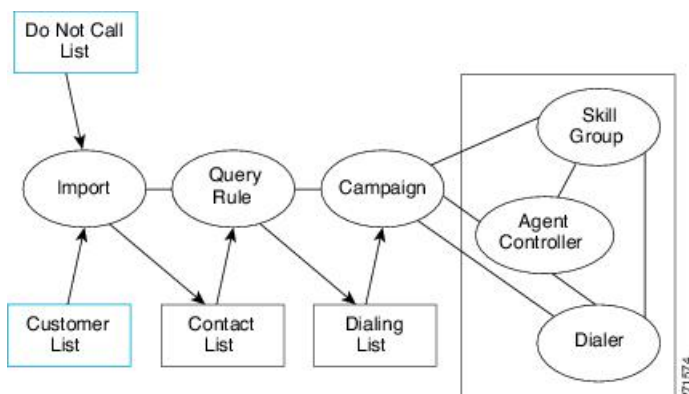 Do Not Call
List
Skill
Group
Import
Query
Rule
Campaign
Agent
Controller
Customer
List
Contact
List
Dialing
List
Dialer
71574